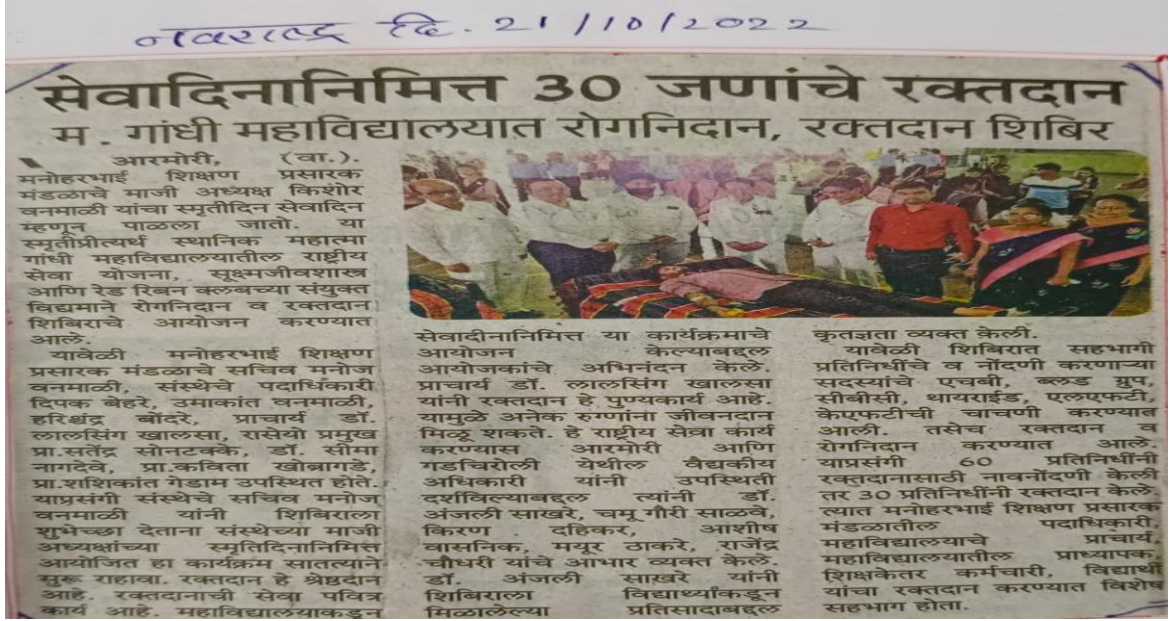 नवराष्ट्र दि. 21/10/2022
सेवादिनानिमित्त 30 जणांचे रक्तदान
म. गांधी महाविद्यालयात रोगनिदान, रक्तदान शिबिर
आरमोरी, (वा.).
मनोहरभाई शिक्षण प्रसारक
मंडळाचे माजी अध्यक्ष किशोर
वनमाळी यांचा स्मृतीदिन सेवादिन
म्हणून पाळला जातो. या
स्मृतीप्रीत्यर्थ स्थानिक महात्मा
गांधी महाविद्यालयातील राष्ट्रीय
सेवा योजना, सूक्ष्मजीवशास्त्र
आणि रेड रिबन क्लबच्या संयुक्त
विद्यमाने रोगनिदान व रक्तदान
शिबिराचे आयोजन करण्यात
आले.
यावेळी मनोहरभाई शिक्षण
प्रसारक मंडळाचे सचिव मनोज
वनमाळी, संस्थेचे पदाधिकारी
दिपक बेहरे, उमाकांत वनमाळी,
हरिश्चंद्र बोंदरे, प्राचार्य डॉ.
लालसिंग खालसा, रासेयो प्रमुख
प्रा.सतेंद्र सोनटक्के, डॉ. सीमा
नागदेवे, प्रा.कविता खोब्रागडे,
प्रा.शशिकांत गेडाम उपस्थित होते.
याप्रसंगी संस्थेचे सचिव मनोज
वनमाळी यांनी शिबिराला
शुभेच्छा देताना संस्थेच्या माजी
अध्यक्षांच्या स्मृतिदिनानिमित्त
आयोजित हा कार्यक्रम सातत्याने
सुरू राहावा. रक्तदान हे श्रेष्ठदान
आहे. रक्तदानाची सेवा पवित्र
कार्य आहे. महाविद्यालयाकडून
सेवादीनानिमित्त या कार्यक्रमाचे
आयोजन केल्याबद्दल
आयोजकांचे अभिनंदन केले.
प्राचार्य डॉ. लालसिंग खालसा
यांनी रक्तदान हे पुण्यकार्य आहे.
यामुळे अनेक रुग्णांना जीवनदान
मिळू शकते. हे राष्ट्रीय सेवा कार्य
करण्यास आरमोरी आणि
गडचिरोली येथील वैद्यकीय
अधिकारी यांनी उपस्थिती
दर्शविल्याबद्दल त्यांनी डॉ.
अंजली साखरे, चमू गौरी साळवे,
किरण दहिकर, आशीष
वासनिक, मयूर ठाकरे, राजेंद्र
चौधरी यांचे आभार व्यक्त केले.
डॉ. अंजली साखरे यांनी
शिबिराला विद्यार्थ्यांकडून
मिळालेल्या प्रतिसादाबद्दल
कृतज्ञता व्यक्त केली.
यावेळी शिबिरात सहभागी
प्रतिनिधींचे व नोंदणी करणाऱ्या
सदस्यांचे एचबी, ब्लड ग्रुप,
सीबीसी, थायराईड, एलएफटी,
केएफटीची चाचणी करण्यात
आली. तसेच रक्तदान व
रोगनिदान करण्यात आले.
याप्रसंगी 60 प्रतिनिधींनी
रक्तदानासाठी नावनोंदणी केली
तर 30 प्रतिनिधींनी रक्तदान केले.
त्यात मनोहरभाई शिक्षण प्रसारक
मंडळातील पदाधिकारी,
महाविद्यालयाचे प्राचार्य,
महाविद्यालयातील प्राध्यापक,
शिक्षकेतर कर्मचारी, विद्यार्थी
यांचा रक्तदान करण्यात विशेष
सहभाग होता.